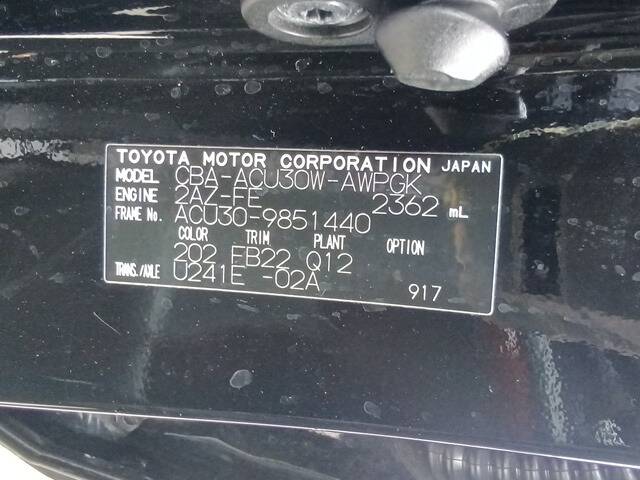 TOYOTA MOTOR CORPORATION JAPAN
MODEL CBA-ACU30W-AWPGK
ENGINE 2AZ-FE 2362 mL
FRAME No. ACU30-9851440
COLOR TRIM PLANT OPTION
202 FB22 Q12
TRANS./AXLE U241E -02A
917